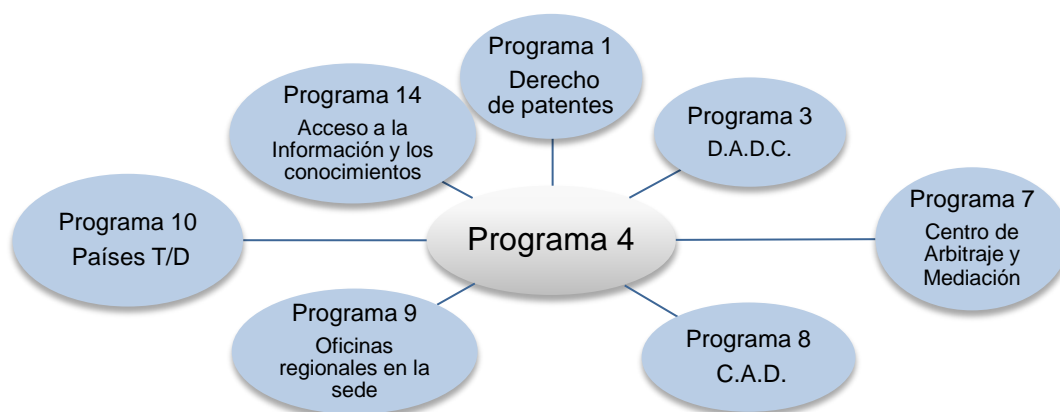 Programa 1
Derecho
de patentes
Programa 14
Acceso a la
Información y los
conocimientos
Programa 3
D.A.D.C.
Programa 10
Países T/D
Programa 4
Programa 7
Centro de
Arbitraje y
Mediación
Programa 9
Oficinas
regionales en la
sede
Programa 8
C.A.D.